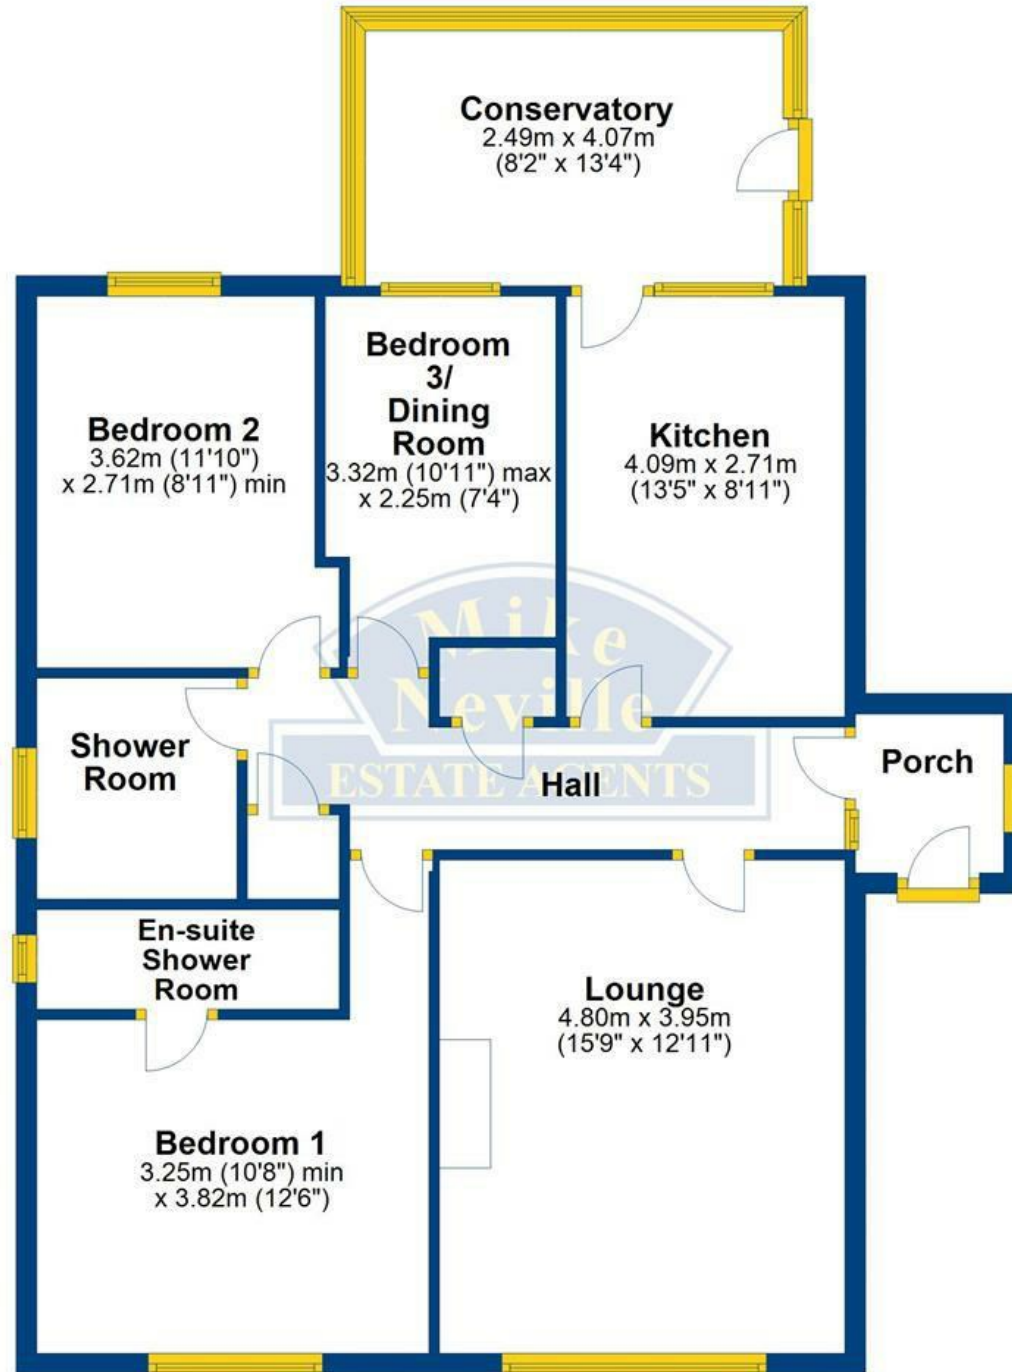 Conservatory
2.49m x 4.07m
(8'2" x 13'4")
Bedroom
3/
Dining
Room
3.32m (10'11") max
x 2.25m (7'4")
Bedroom 2
3.62m (11'10")
x 2.71m (8'11") min
Kitchen
4.09m x 2.71m
(13'5" x 8'11")
Mike
Neville
ESTATE AGENTS
Shower
Room
Hall
Porch
En-suite
Shower
Room
Lounge
4.80m x 3.95m
(15'9" x 12'11")
Bedroom 1
3.25m (10'8") min
x 3.82m (12'6")